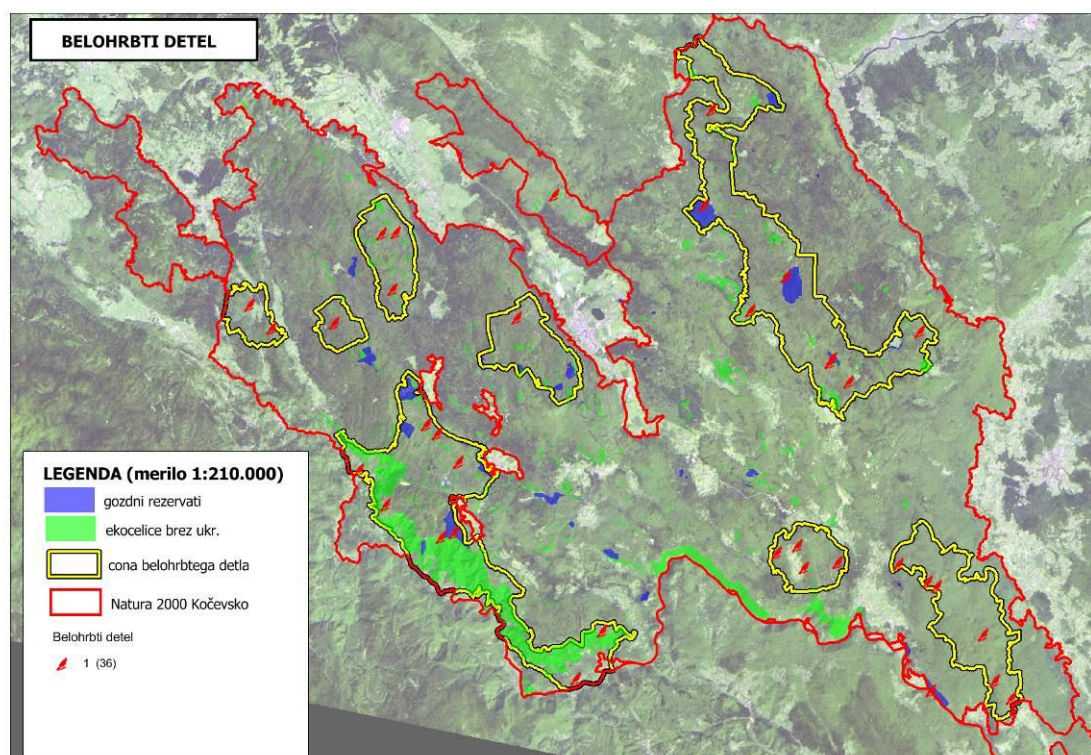 BELOHRBTI DETEL
LEGENDA (merilo 1:210.000)
gozdni rezervati
ekocelice brez ukr.
cona belohrbtega detla
Natura 2000 Kočevsko
Belohrbti detel
1 (36)